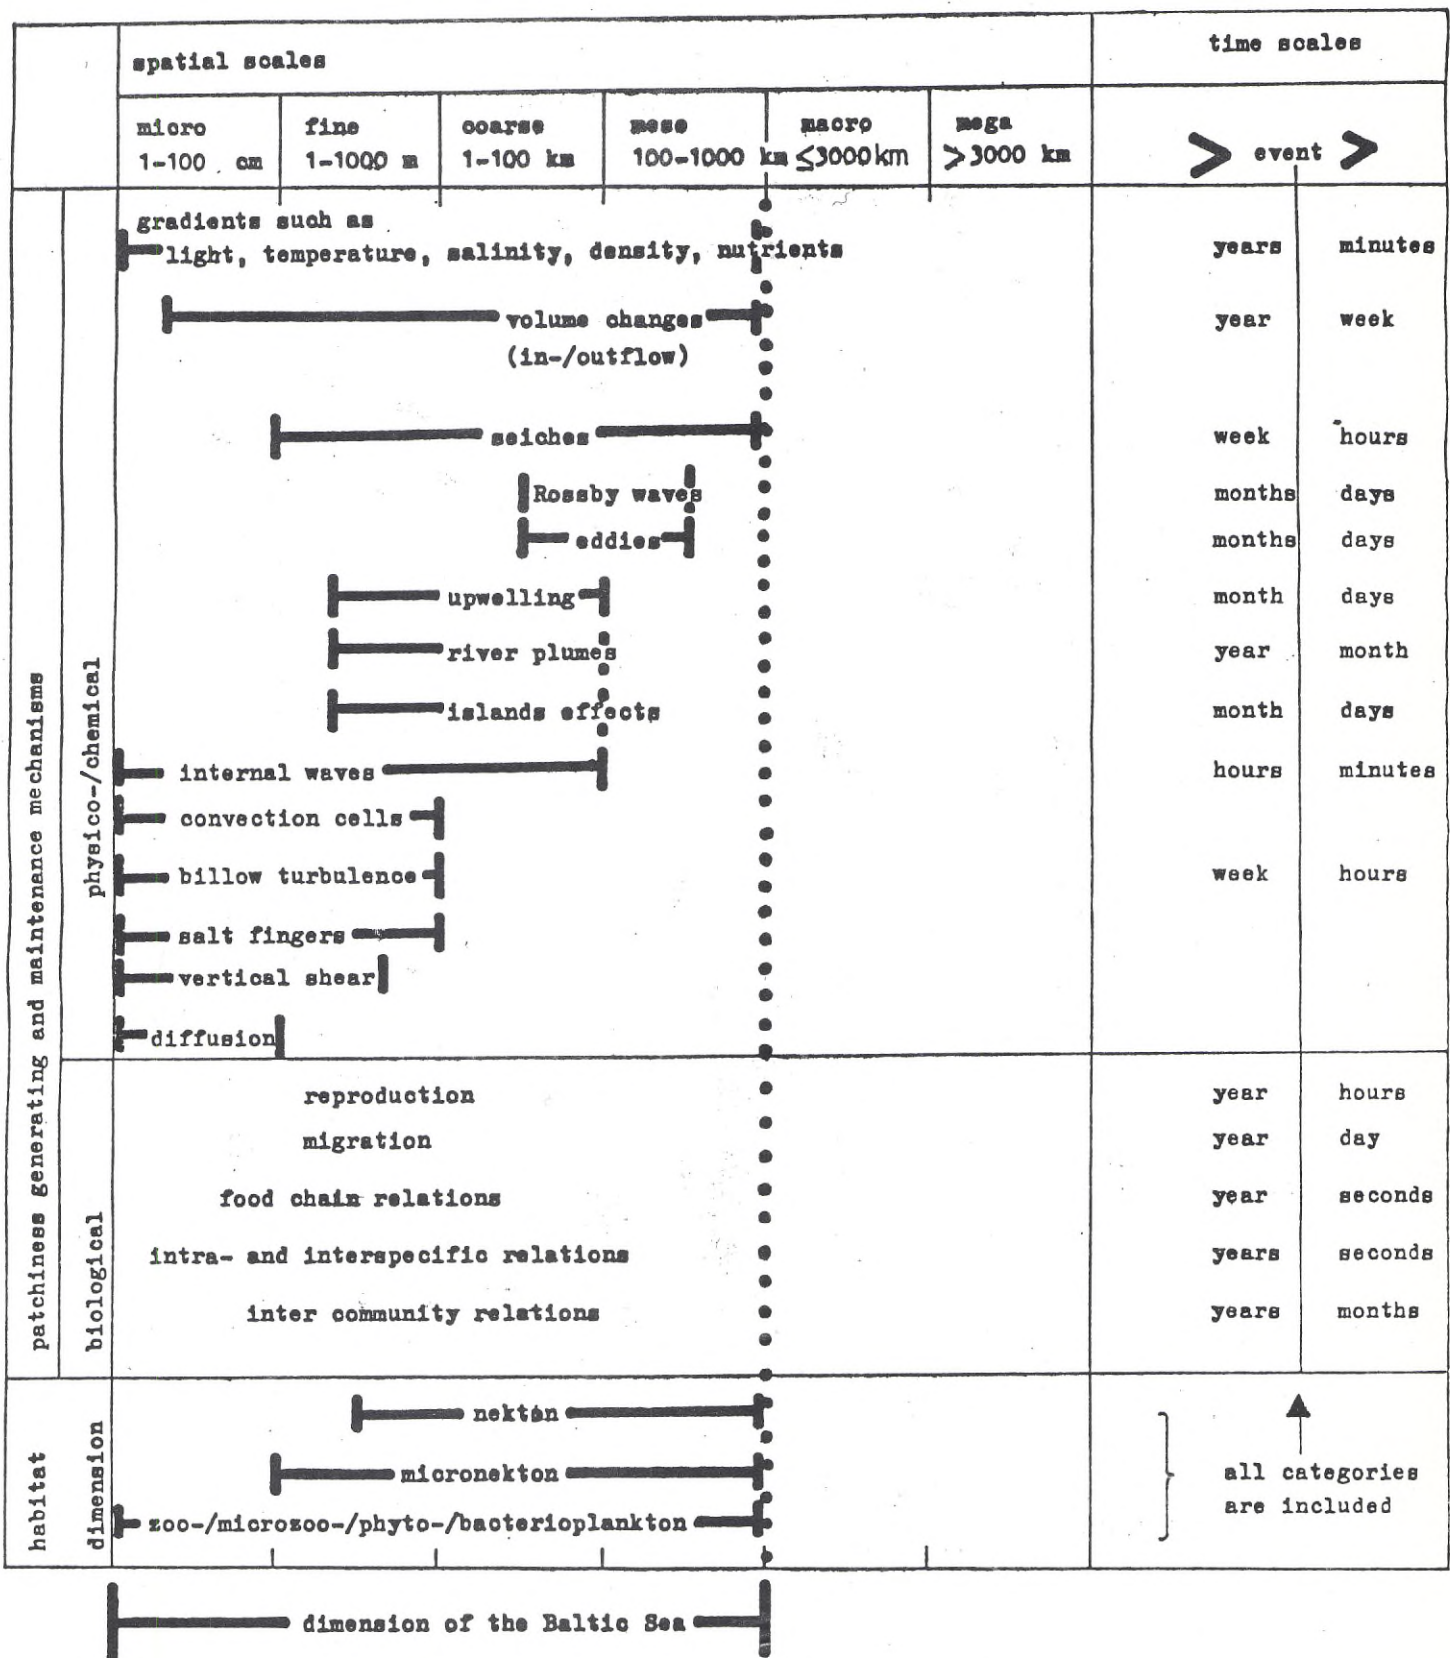 spatial scales time scales
micro fine coarse meso macro mega
1-100 cm 1-1000 m 1-100 km 100-1000 km ≤3000km >3000 km > event >
gradients such as
light, temperature, salinity, density, nutrients years minutes
volume changes year week
(in-/outflow)
seiches week hours
Rossby waves months days
eddies months days
upwelling month days
river plumes year month
islands effects month days
internal waves hours minutes
convection cells
billow turbulence week hours
salt fingers
vertical shear
diffusion
reproduction year hours
migration year day
food chain relations year seconds
intra- and interspecific relations years seconds
inter community relations years months
patchiness generating and maintenance mechanisms
physico-/chemical
biological
nekton
micronekton all categories
are included
zoo-/microzoo-/phyto-/bacterioplankton
habitat
dimension
dimension of the Baltic Sea